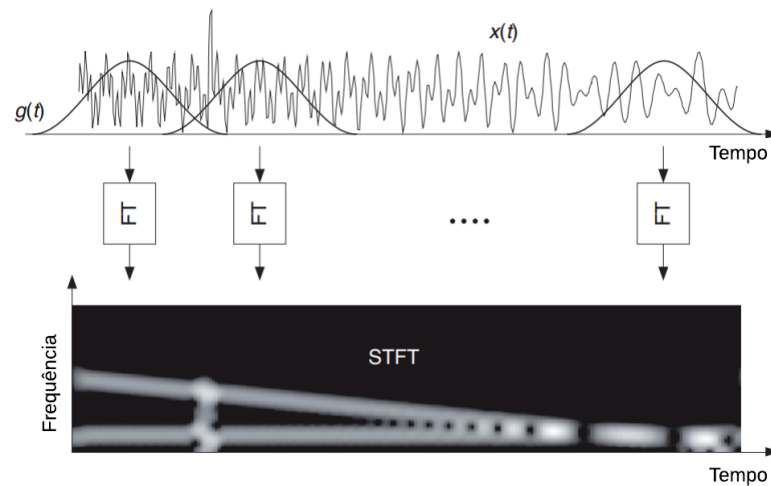 x(t)
g(t)
Tempo
FT
FT
....
FT
STFT
Frequência
Tempo